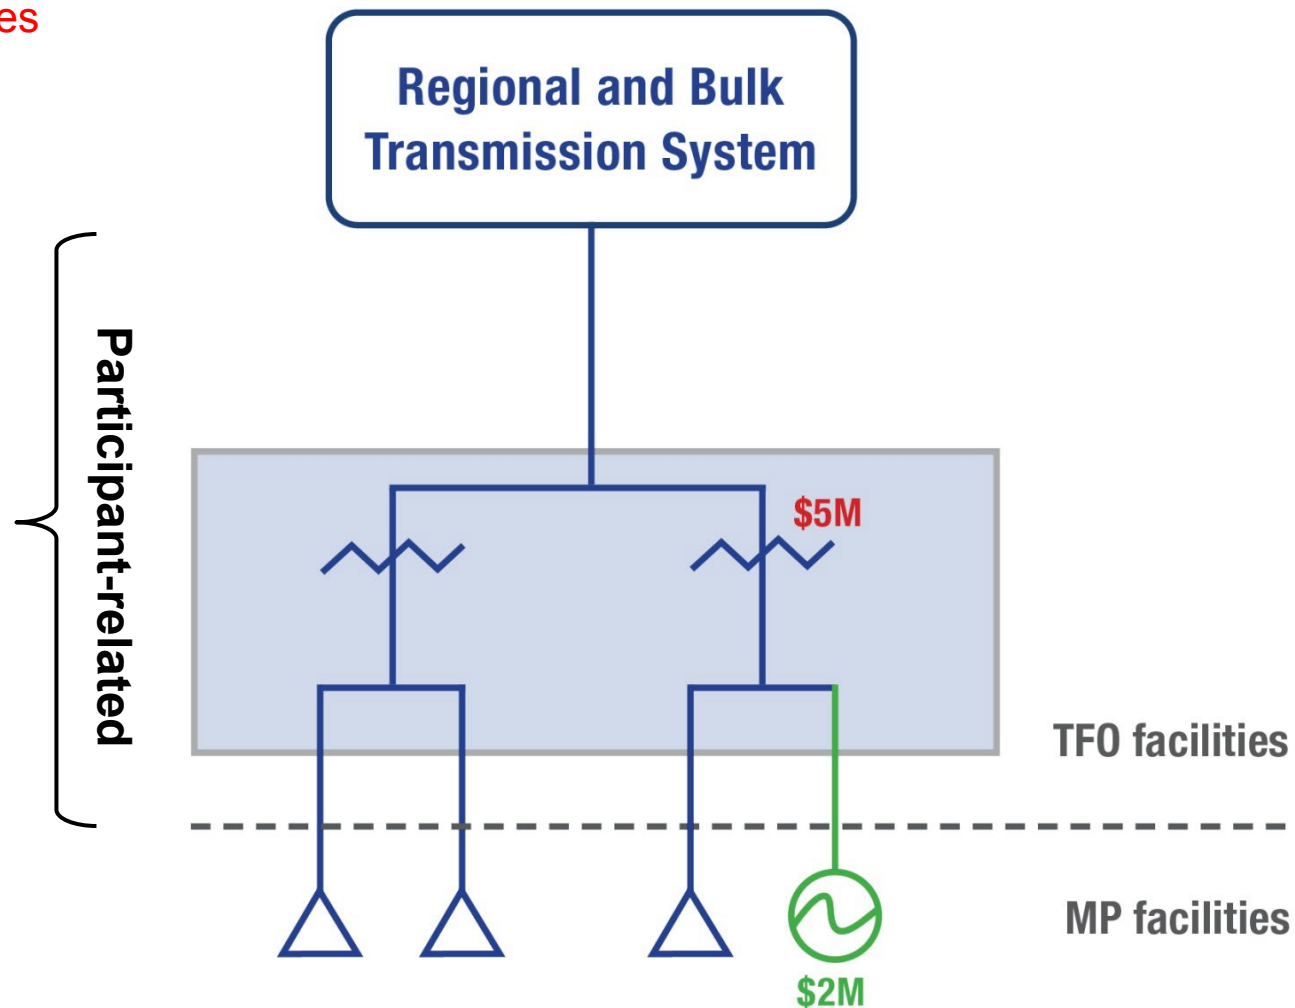 es
Regional and Bulk
Transmission System
Participant-related
$5M
TFO facilities
MP facilities
$2M